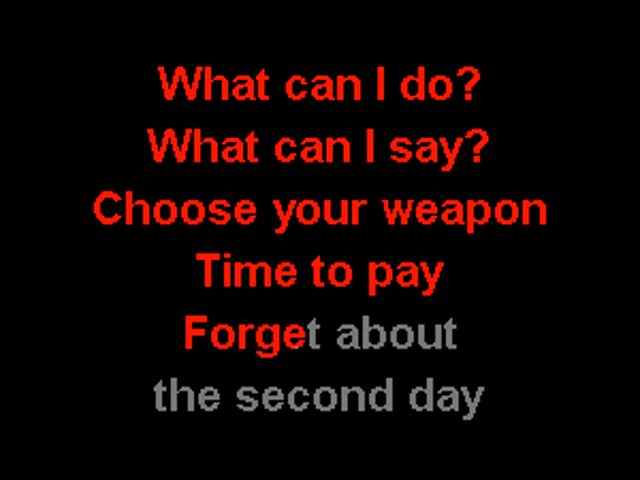 What can I do?
What can I say?
Choose your weapon
Time to pay
Forget about
the second day